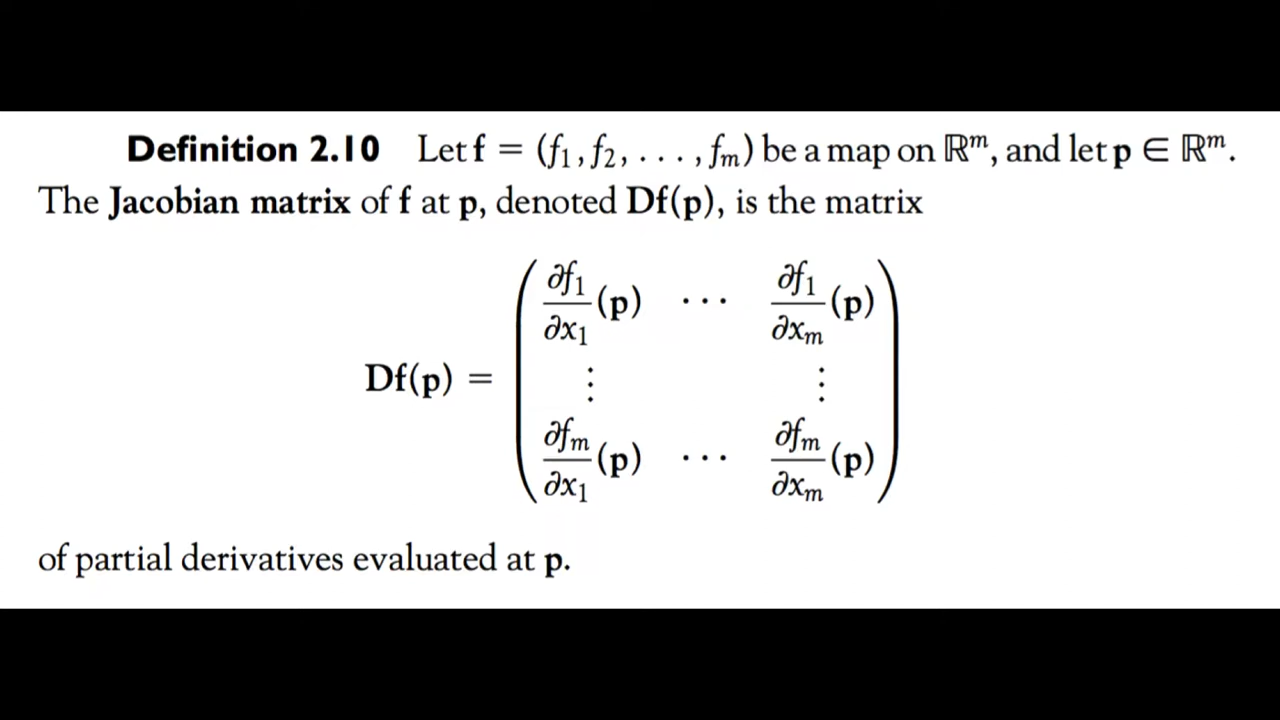 Definition 2.10 Let f = (f₁, f₂, . . . , fₘ) be a map on ℝᵐ, and let p ∈ ℝᵐ.
The Jacobian matrix of f at p, denoted Df(p), is the matrix
Df(p) = ( ∂f₁/∂x₁ (p) ⋯ ∂f₁/∂xₘ (p)
⋮ ⋮
∂fₘ/∂x₁ (p) ⋯ ∂fₘ/∂xₘ (p) )
of partial derivatives evaluated at p.